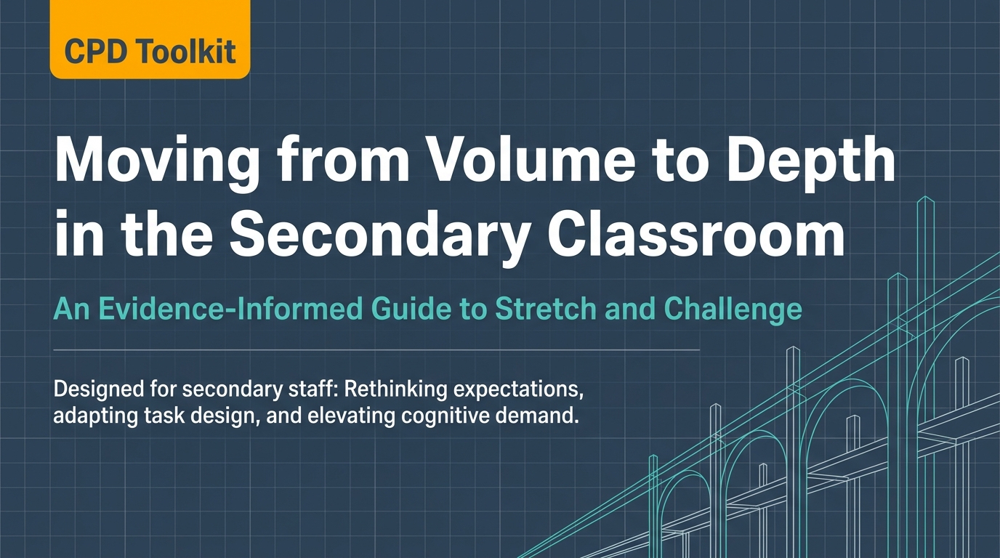 CPD Toolkit
Moving from Volume to Depth
in the Secondary Classroom
An Evidence-Informed Guide to Stretch and Challenge
Designed for secondary staff: Rethinking expectations,
adapting task design, and elevating cognitive demand.